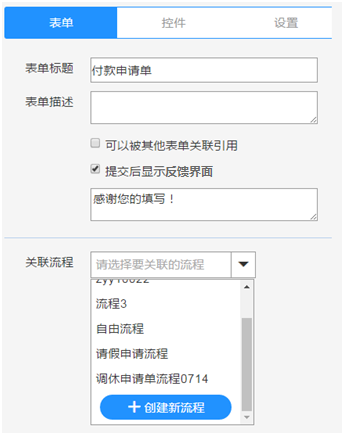 表单 控件 设置
表单标题 付款申请单
表单描述
可以被其他表单关联引用
提交后显示反馈界面
感谢您的填写！
关联流程 请选择要关联的流程
流程3
自由流程
请假申请流程
调休申请单流程0714
+ 创建新流程